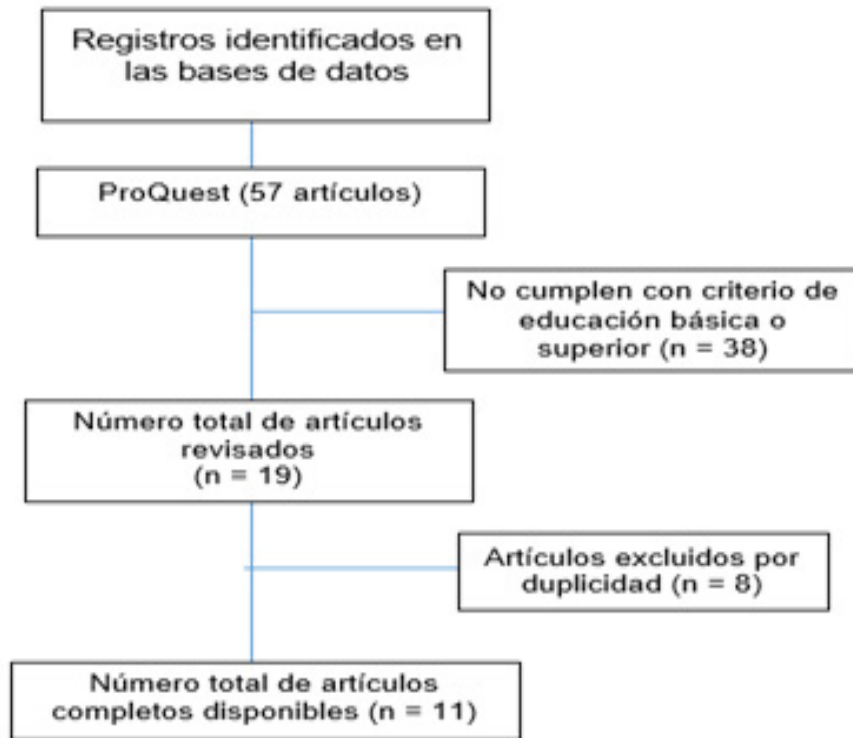 Registros identificados en
las bases de datos
ProQuest (57 artículos)
No cumplen con criterio de
educación básica o
superior (n = 38)
Número total de artículos
revisados
(n = 19)
Artículos excluidos por
duplicidad (n = 8)
Número total de artículos
completos disponibles (n = 11)